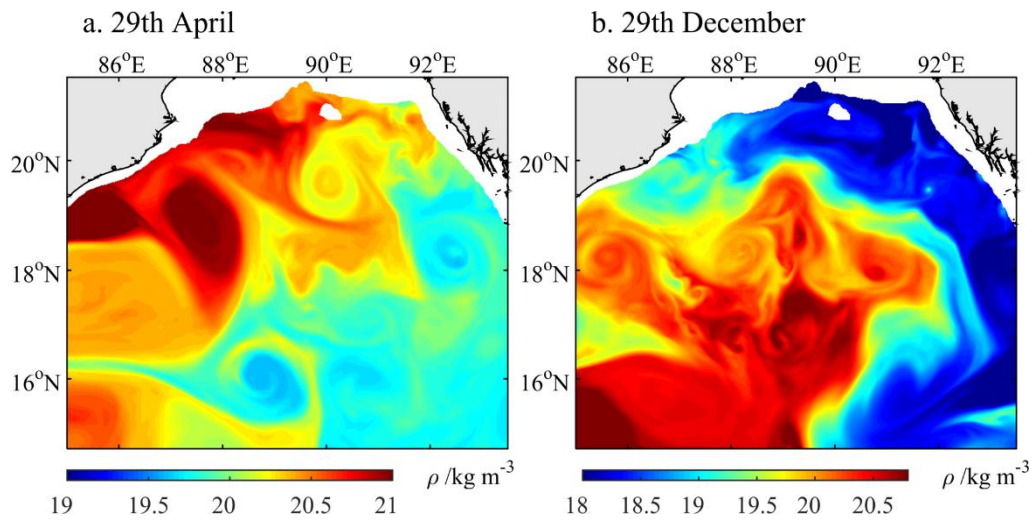 a. 29th April
b. 29th December
86°E 88°E 90°E 92°E
86°E 88°E 90°E 92°E
20°N
18°N
16°N
20°N
18°N
16°N
ρ /kg m⁻³
19 19.5 20 20.5 21
ρ /kg m⁻³
18 18.5 19 19.5 20 20.5